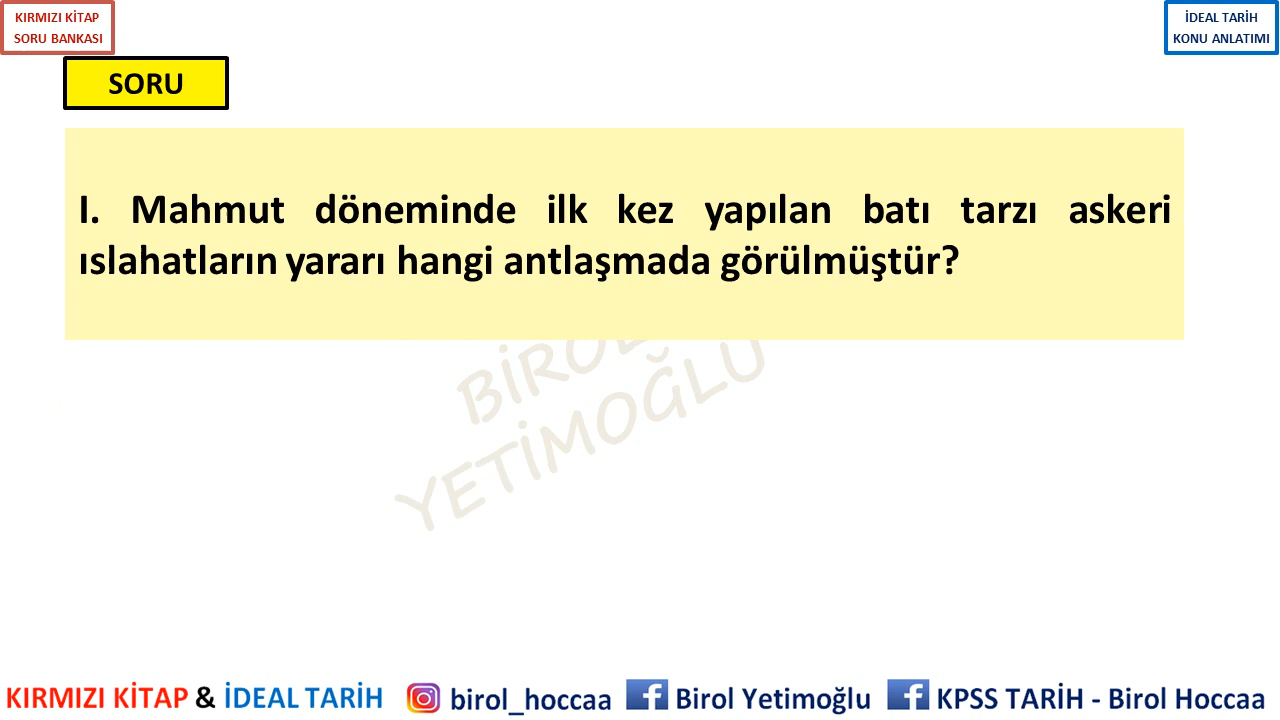 KIRMIZI KİTAP
SORU BANKASI
İDEAL TARİH
KONU ANLATIMI
SORU
I. Mahmut döneminde ilk kez yapılan batı tarzı askeri
ıslahatların yararı hangi antlaşmada görülmüştür?
BİROL
YETİMOĞLU
KIRMIZI KİTAP & İDEAL TARİH birol_hoccaa Birol Yetimoğlu KPSS TARİH - Birol Hoccaa